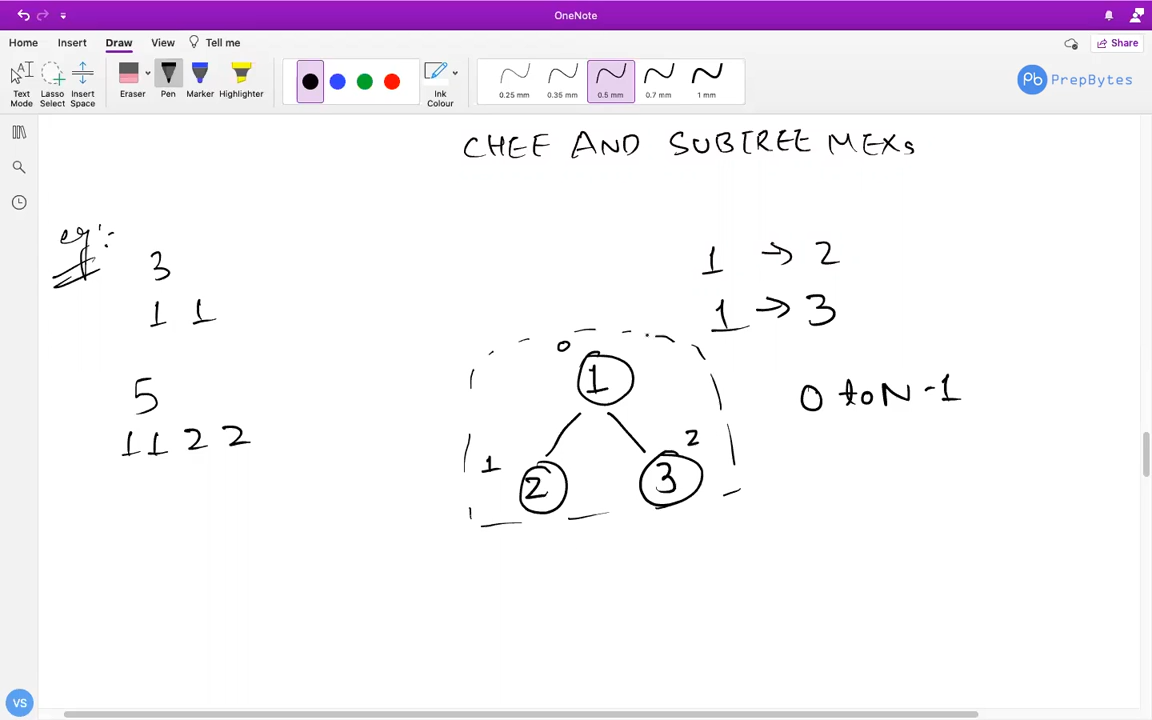 OneNote
Home Insert Draw View Tell me
Share
Text Mode
Lasso Select
Insert Space
Eraser
Pen
Marker
Highlighter
Ink Colour
0.25 mm
0.35 mm
0.5 mm
0.7 mm
1 mm
Pb PrepBytes
CHEF AND SUBTREE MEXs
eg:
3
1 1
5
1 1 2 2
1 → 2
1 → 3
0
1
1
2
2
3
0 to N-1
VS